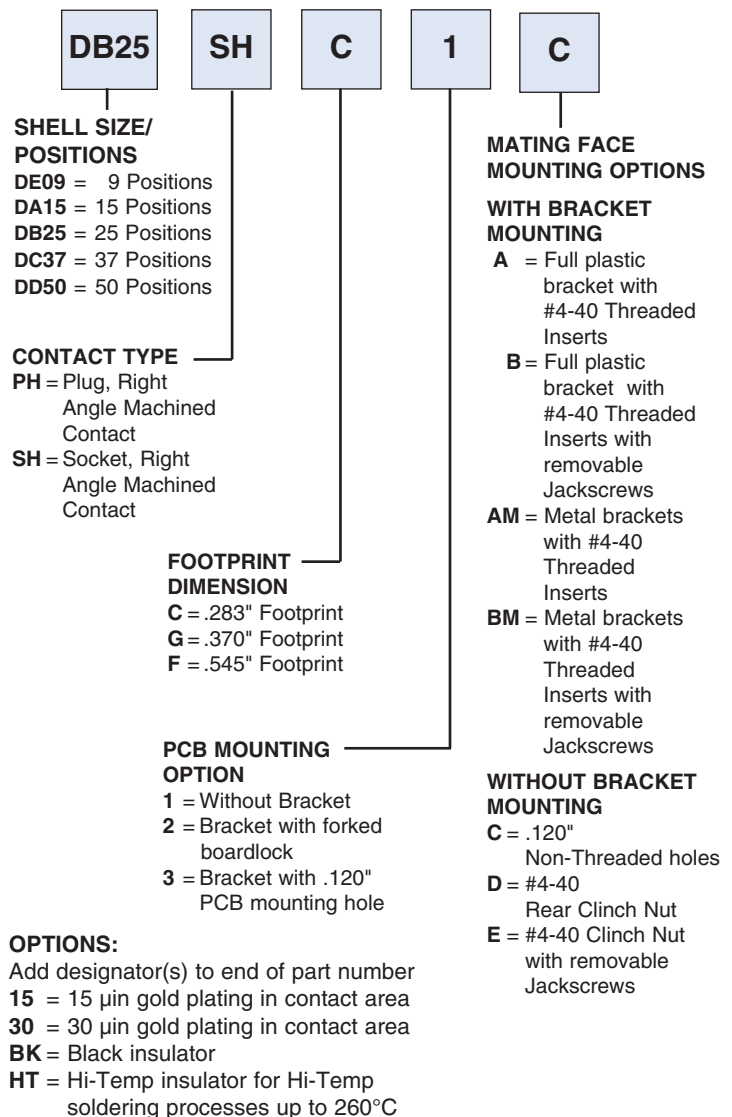 DB25 SH C 1 C
SHELL SIZE/
POSITIONS
DE09 = 9 Positions
DA15 = 15 Positions
DB25 = 25 Positions
DC37 = 37 Positions
DD50 = 50 Positions
CONTACT TYPE
PH = Plug, Right
Angle Machined
Contact
SH = Socket, Right
Angle Machined
Contact
FOOTPRINT
DIMENSION
C = .283" Footprint
G = .370" Footprint
F = .545" Footprint
PCB MOUNTING
OPTION
1 = Without Bracket
2 = Bracket with forked
boardlock
3 = Bracket with .120"
PCB mounting hole
MATING FACE
MOUNTING OPTIONS
WITH BRACKET
MOUNTING
A = Full plastic
bracket with
#4-40 Threaded
Inserts
B = Full plastic
bracket with
#4-40 Threaded
Inserts with
removable
Jackscrews
AM = Metal brackets
with #4-40
Threaded
Inserts
BM = Metal brackets
with #4-40
Threaded
Inserts with
removable
Jackscrews
WITHOUT BRACKET
MOUNTING
C = .120"
Non-Threaded holes
D = #4-40
Rear Clinch Nut
E = #4-40 Clinch Nut
with removable
Jackscrews
OPTIONS:
Add designator(s) to end of part number
15 = 15 µin gold plating in contact area
30 = 30 µin gold plating in contact area
BK = Black insulator
HT = Hi-Temp insulator for Hi-Temp
soldering processes up to 260°C